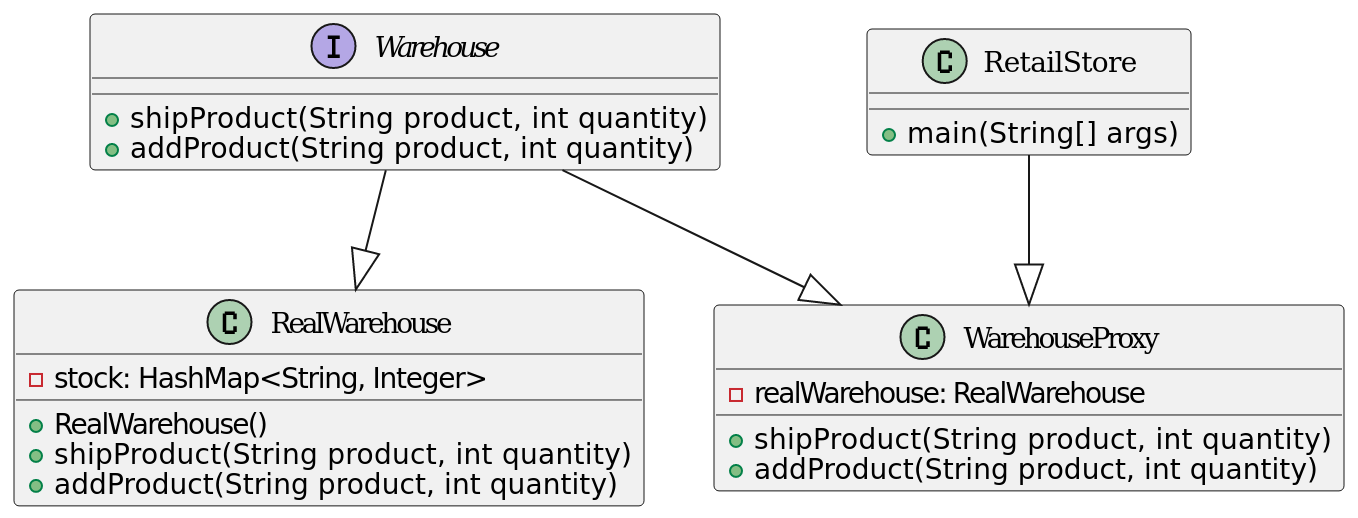 I Warehouse
shipProduct(String product, int quantity)
addProduct(String product, int quantity)
C RetailStore
main(String[] args)
C RealWarehouse
stock: HashMap<String, Integer>
RealWarehouse()
shipProduct(String product, int quantity)
addProduct(String product, int quantity)
C WarehouseProxy
realWarehouse: RealWarehouse
shipProduct(String product, int quantity)
addProduct(String product, int quantity)